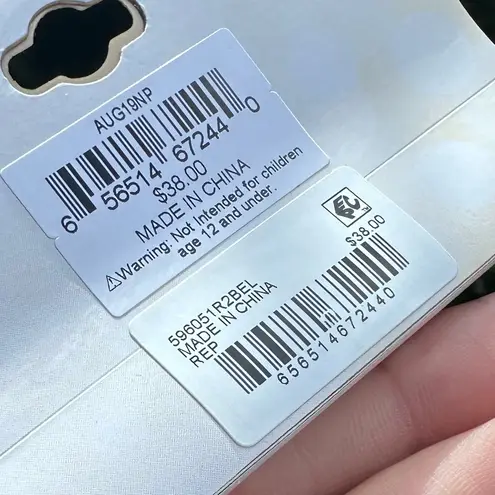 AUG19NP
6 56514 67244 0
$38.00
MADE IN CHINA
⚠Warning: Not Intended for children
age 12 and under.
$38.00
596051R2BEL
MADE IN CHINA
REP
656514672440